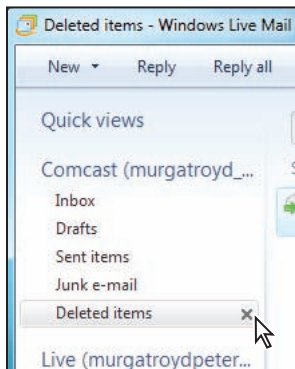 Deleted items - Windows Live Mail
New Reply Reply all
Quick views
Comcast (murgatroyd_...
Inbox
Drafts
Sent items
Junk e-mail
Deleted items
Live (murgatroydpeter...